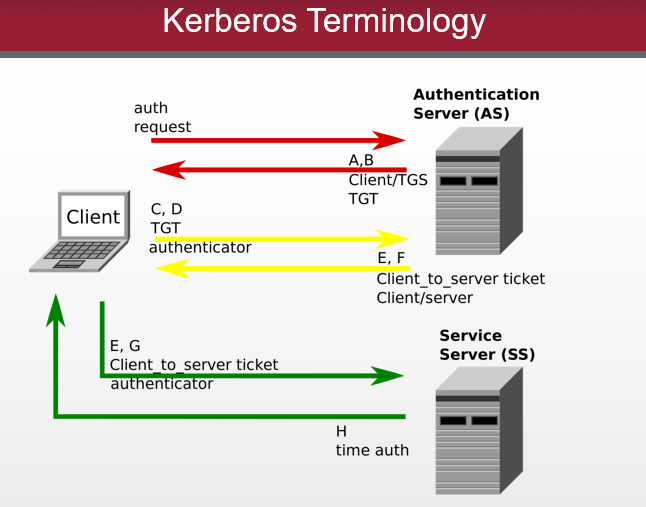 Kerberos Terminology
Authentication
Server (AS)
auth
request
A,B
Client/TGS
TGT
Client
C, D
TGT
authenticator
E, F
Client_to_server ticket
Client/server
Service
Server (SS)
E, G
Client_to_server ticket
authenticator
H
time auth